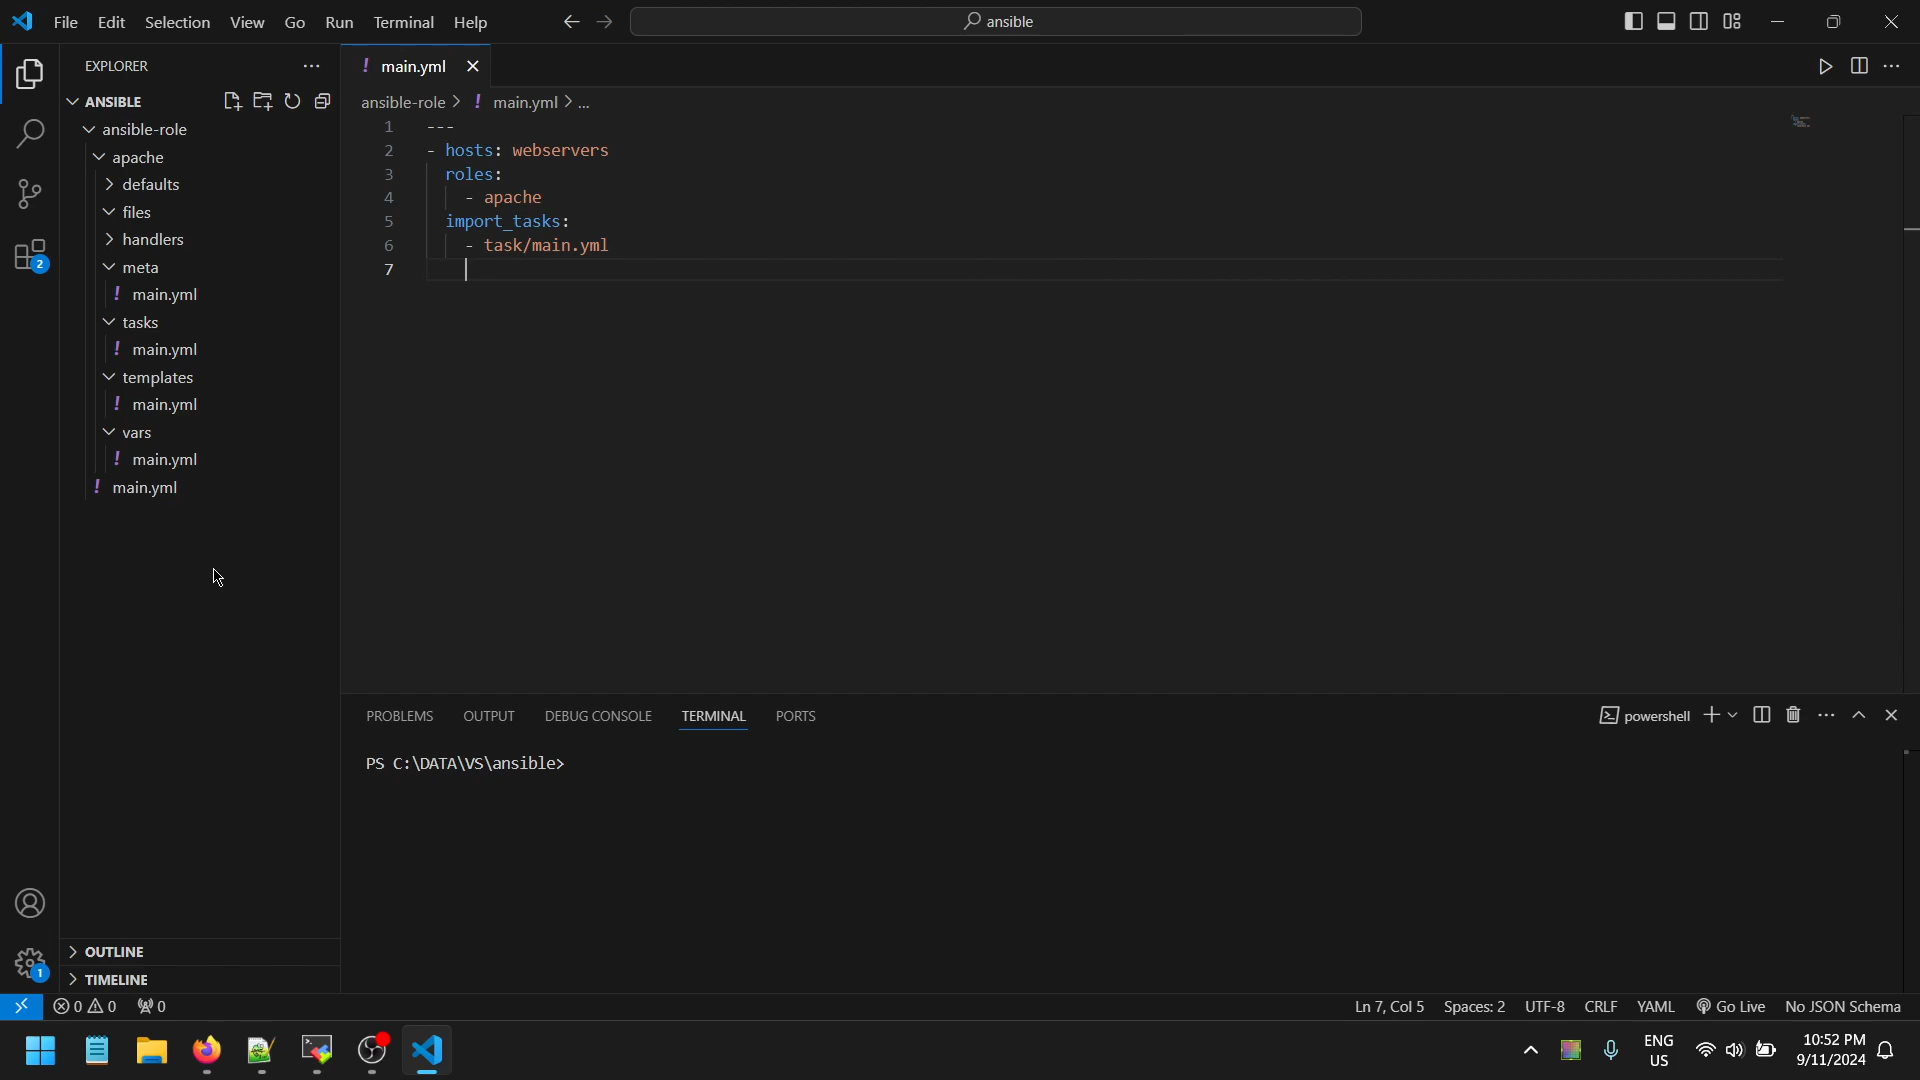 File Edit Selection View Go Run Terminal Help
ansible
EXPLORER
ANSIBLE
ansible-role
apache
defaults
files
handlers
meta
! main.yml
tasks
! main.yml
templates
! main.yml
vars
! main.yml
! main.yml
OUTLINE
TIMELINE
! main.yml
ansible-role > ! main.yml > ...
1 ---
2 - hosts: webservers
3 roles:
4 - apache
5 import_tasks:
6 - task/main.yml
7
PROBLEMS OUTPUT DEBUG CONSOLE TERMINAL PORTS
powershell
PS C:\DATA\VS\ansible>
2
1
0 0 0
Ln 7, Col 5 Spaces: 2 UTF-8 CRLF YAML Go Live No JSON Schema
ENG
US
10:52 PM
9/11/2024